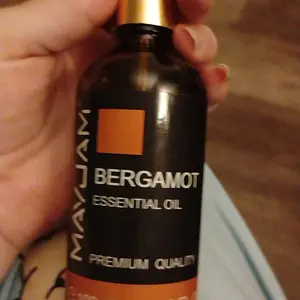 MAYJAM
BERGAMOT
ESSENTIAL OIL
PREMIUM QUALITY